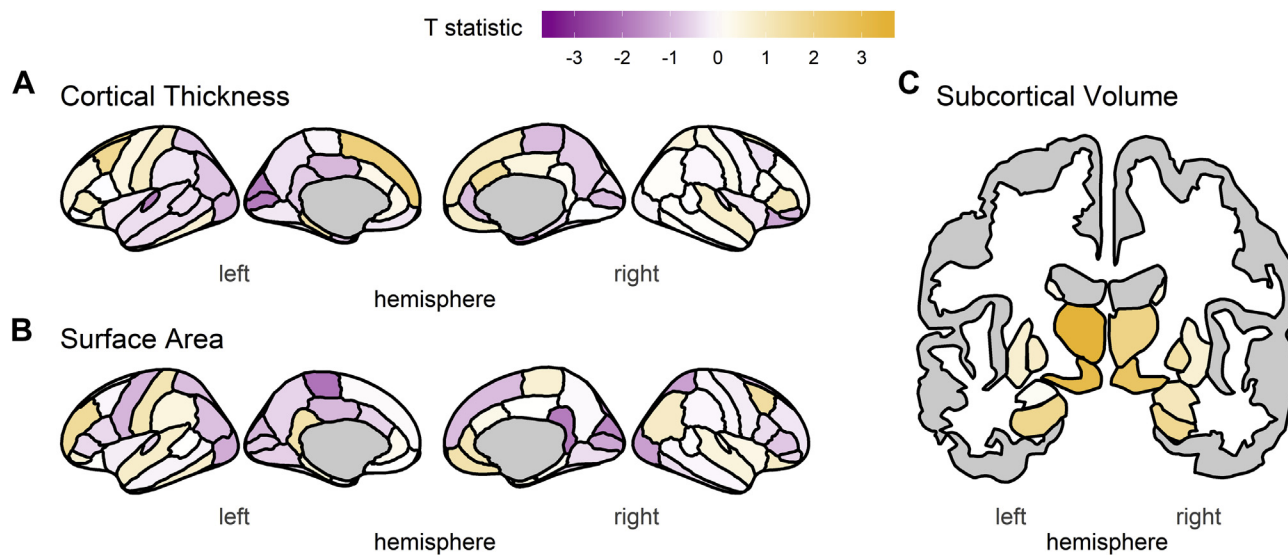 T statistic
-3 -2 -1 0 1 2 3
A Cortical Thickness
C Subcortical Volume
left right
hemisphere
B Surface Area
left right
hemisphere
left right
hemisphere